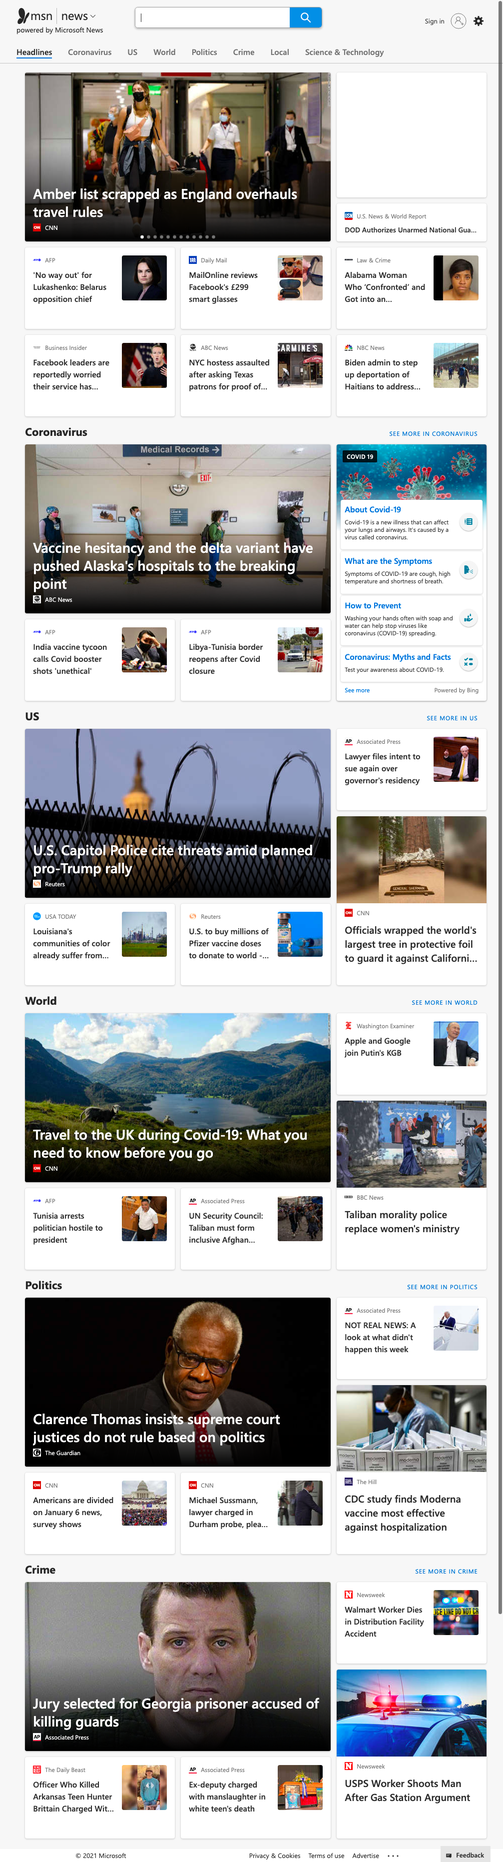 msn | news
powered by Microsoft News
Sign in
Headlines Coronavirus US World Politics Crime Local Science & Technology
Amber list scrapped as England overhauls
travel rules
CNN
U.S. News & World Report
DOD Authorizes Unarmed National Gua...
AFP
'No way out' for
Lukashenko: Belarus
opposition chief
Daily Mail
MailOnline reviews
Facebook's £299
smart glasses
Law & Crime
Alabama Woman
Who 'Confronted' and
Got into an...
Business Insider
Facebook leaders are
reportedly worried
their service has...
ABC News
NYC hostess assaulted
after asking Texas
patrons for proof of...
CARMINE'S
NBC News
Biden admin to step
up deportation of
Haitians to address...
Coronavirus
SEE MORE IN CORONAVIRUS
Medical Records →
EXIT
Vaccine hesitancy and the delta variant have
pushed Alaska's hospitals to the breaking
point
ABC News
COVID 19
About Covid-19
Covid-19 is a new illness that can affect
your lungs and airways. It's caused by a
virus called coronavirus.
What are the Symptoms
Symptoms of COVID-19 are cough, high
temperature and shortness of breath.
How to Prevent
Washing your hands often with soap and
water can help stop viruses like
coronavirus (COVID-19) spreading.
Coronavirus: Myths and Facts
Test your awareness about COVID-19.
See more
Powered by Bing
AFP
India vaccine tycoon
calls Covid booster
shots 'unethical'
AFP
Libya-Tunisia border
reopens after Covid
closure
US
SEE MORE IN US
U.S. Capitol Police cite threats amid planned
pro-Trump rally
Reuters
Associated Press
Lawyer files intent to
sue again over
governor's residency
GENERAL SHERMAN
CNN
Officials wrapped the world's
largest tree in protective foil
to guard it against Californi...
USA TODAY
Louisiana's
communities of color
already suffer from...
Reuters
U.S. to buy millions of
Pfizer vaccine doses
to donate to world -...
World
SEE MORE IN WORLD
Travel to the UK during Covid-19: What you
need to know before you go
CNN
Washington Examiner
Apple and Google
join Putin's KGB
BBC News
Taliban morality police
replace women's ministry
AFP
Tunisia arrests
politician hostile to
president
Associated Press
UN Security Council:
Taliban must form
inclusive Afghan...
Politics
SEE MORE IN POLITICS
Clarence Thomas insists supreme court
justices do not rule based on politics
The Guardian
Associated Press
NOT REAL NEWS: A
look at what didn't
happen this week
The Hill
CDC study finds Moderna
vaccine most effective
against hospitalization
CNN
Americans are divided
on January 6 news,
survey shows
CNN
Michael Sussmann,
lawyer charged in
Durham probe, plea...
Crime
SEE MORE IN CRIME
Jury selected for Georgia prisoner accused of
killing guards
Associated Press
Newsweek
Walmart Worker Dies
in Distribution Facility
Accident
Newsweek
USPS Worker Shoots Man
After Gas Station Argument
The Daily Beast
Officer Who Killed
Arkansas Teen Hunter
Brittain Charged Wit...
Associated Press
Ex-deputy charged
with manslaughter in
white teen's death
© 2021 Microsoft
Privacy & Cookies Terms of use Advertise ...
Feedback